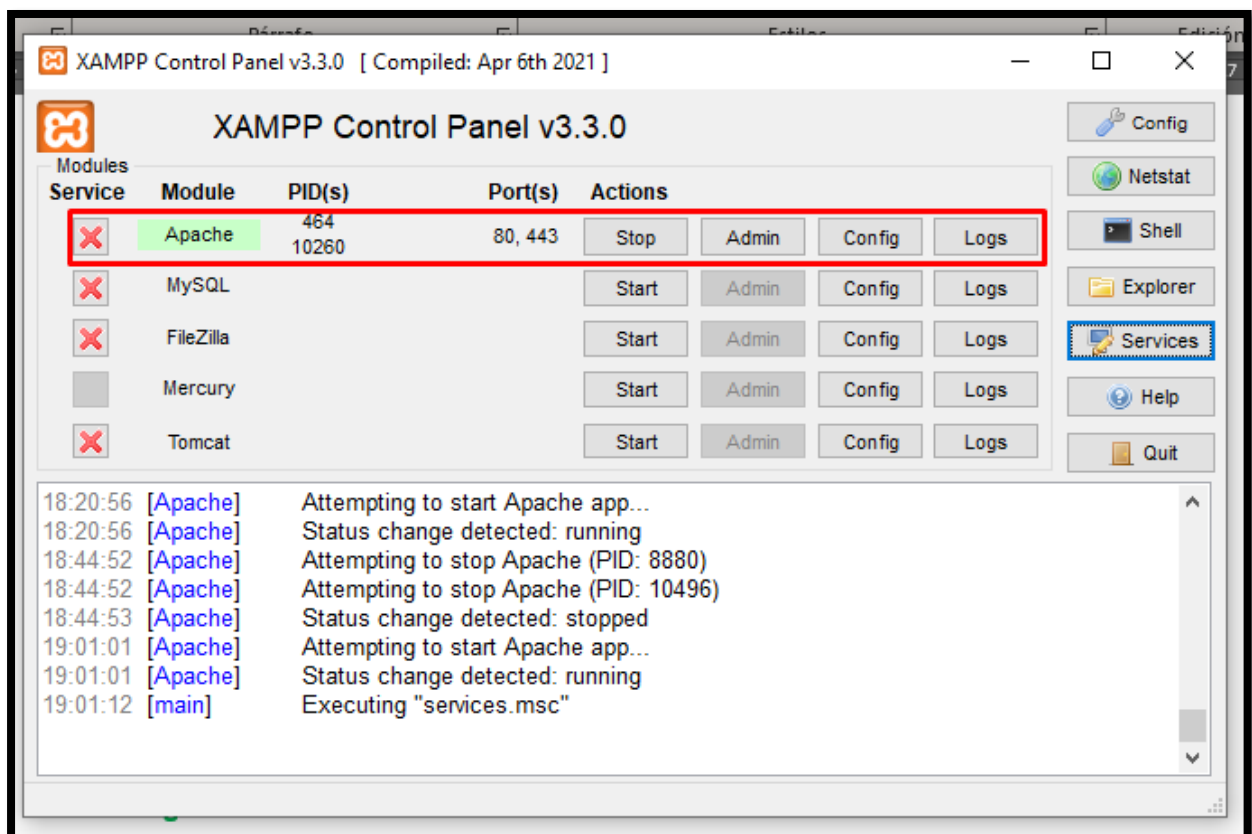 Párrafo Estilos Edición
XAMPP Control Panel v3.3.0 [ Compiled: Apr 6th 2021 ]
7
XAMPP Control Panel v3.3.0
Config
Modules
Service Module PID(s) Port(s) Actions
Netstat
Apache 464 10260 80, 443 Stop Admin Config Logs
Shell
MySQL Start Admin Config Logs
Explorer
FileZilla Start Admin Config Logs
Services
Mercury Start Admin Config Logs
Help
Tomcat Start Admin Config Logs
Quit
18:20:56 [Apache] Attempting to start Apache app...
18:20:56 [Apache] Status change detected: running
18:44:52 [Apache] Attempting to stop Apache (PID: 8880)
18:44:52 [Apache] Attempting to stop Apache (PID: 10496)
18:44:53 [Apache] Status change detected: stopped
19:01:01 [Apache] Attempting to start Apache app...
19:01:01 [Apache] Status change detected: running
19:01:12 [main] Executing "services.msc"